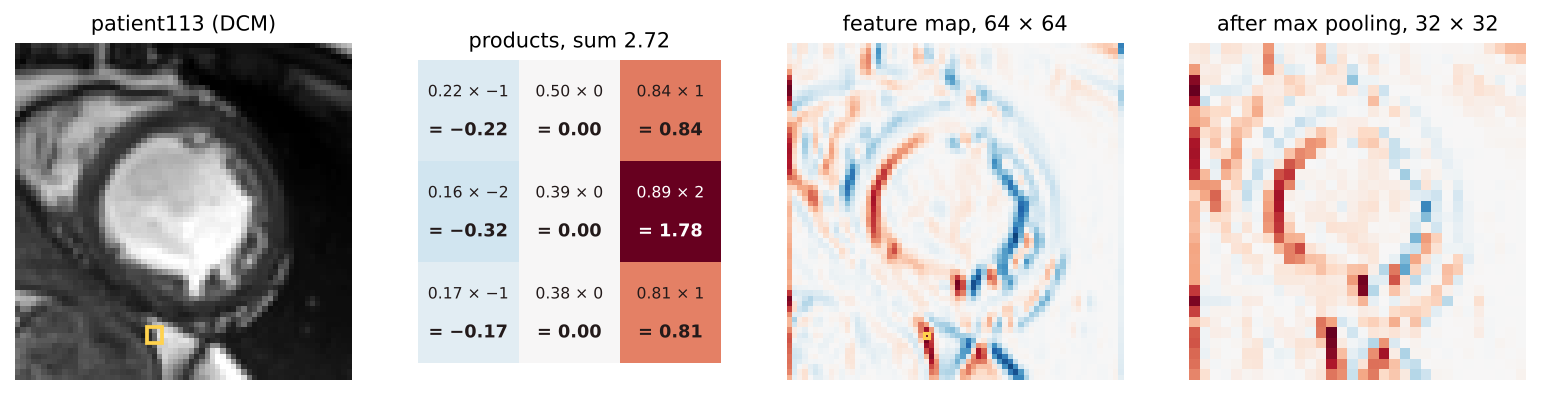 patient113 (DCM)
products, sum 2.72
feature map, 64 × 64
after max pooling, 32 × 32
0.22 × −1
0.50 × 0
0.84 × 1
= −0.22
= 0.00
= 0.84
0.16 × −2
0.39 × 0
0.89 × 2
= −0.32
= 0.00
= 1.78
0.17 × −1
0.38 × 0
0.81 × 1
= −0.17
= 0.00
= 0.81